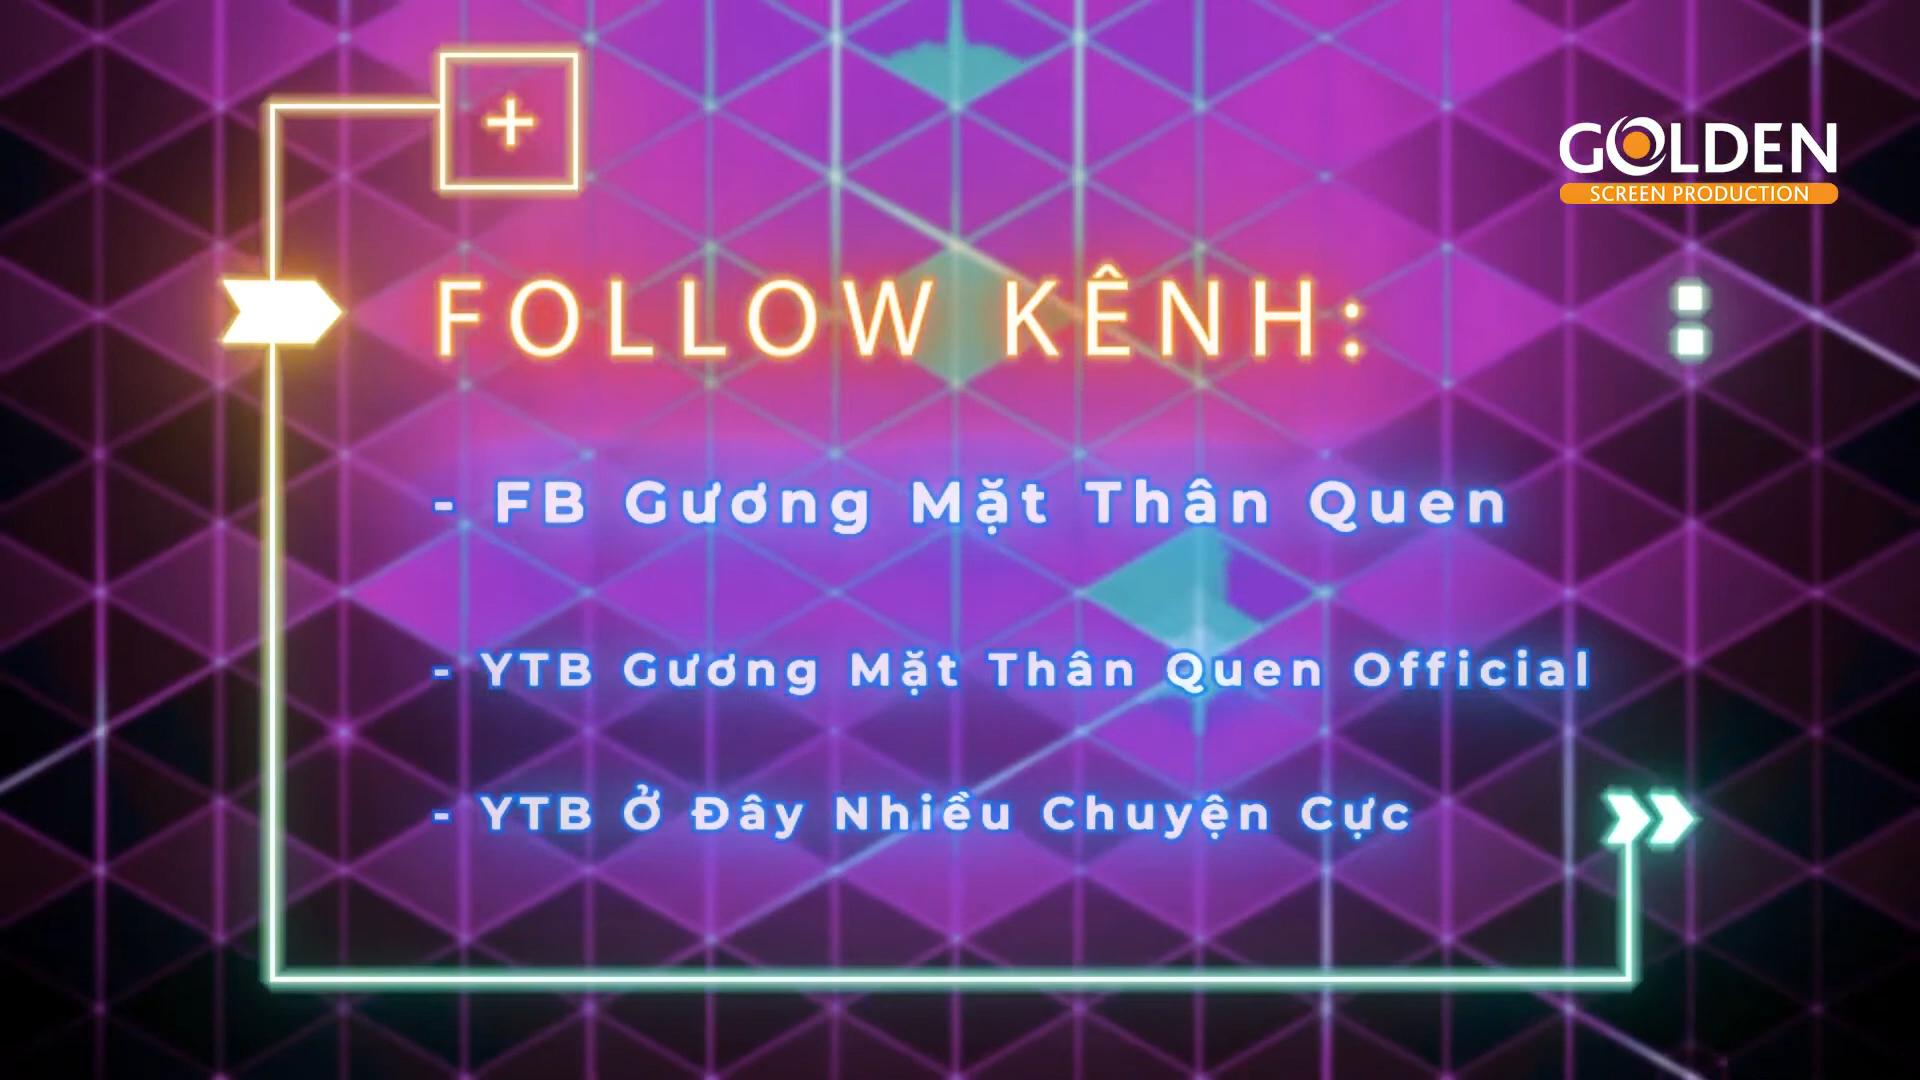 GOLDEN
SCREEN PRODUCTION
FOLLOW KÊNH:
- FB Gương Mặt Thân Quen
- YTB Gương Mặt Thân Quen Official
- YTB Ở Đây Nhiều Chuyện Cực